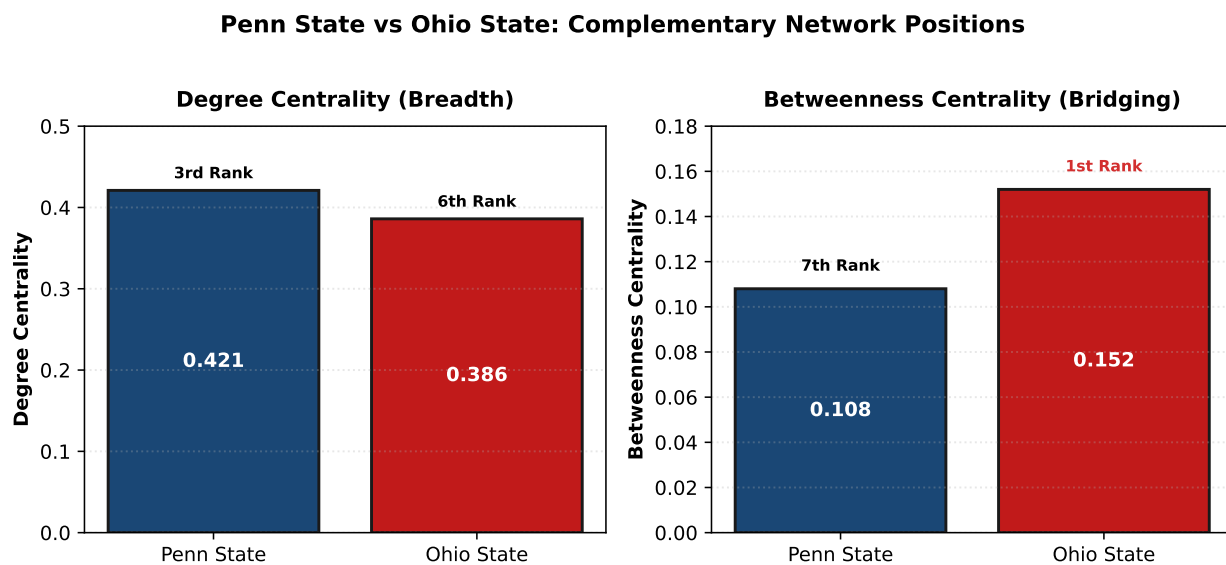 Penn State vs Ohio State: Complementary Network Positions
Degree Centrality (Breadth)
Degree Centrality
0.5
0.4
0.3
0.2
0.1
0.0
3rd Rank
6th Rank
0.421
0.386
Penn State
Ohio State
Betweenness Centrality (Bridging)
Betweenness Centrality
0.18
0.16
0.14
0.12
0.10
0.08
0.06
0.04
0.02
0.00
1st Rank
7th Rank
0.152
0.108
Penn State
Ohio State